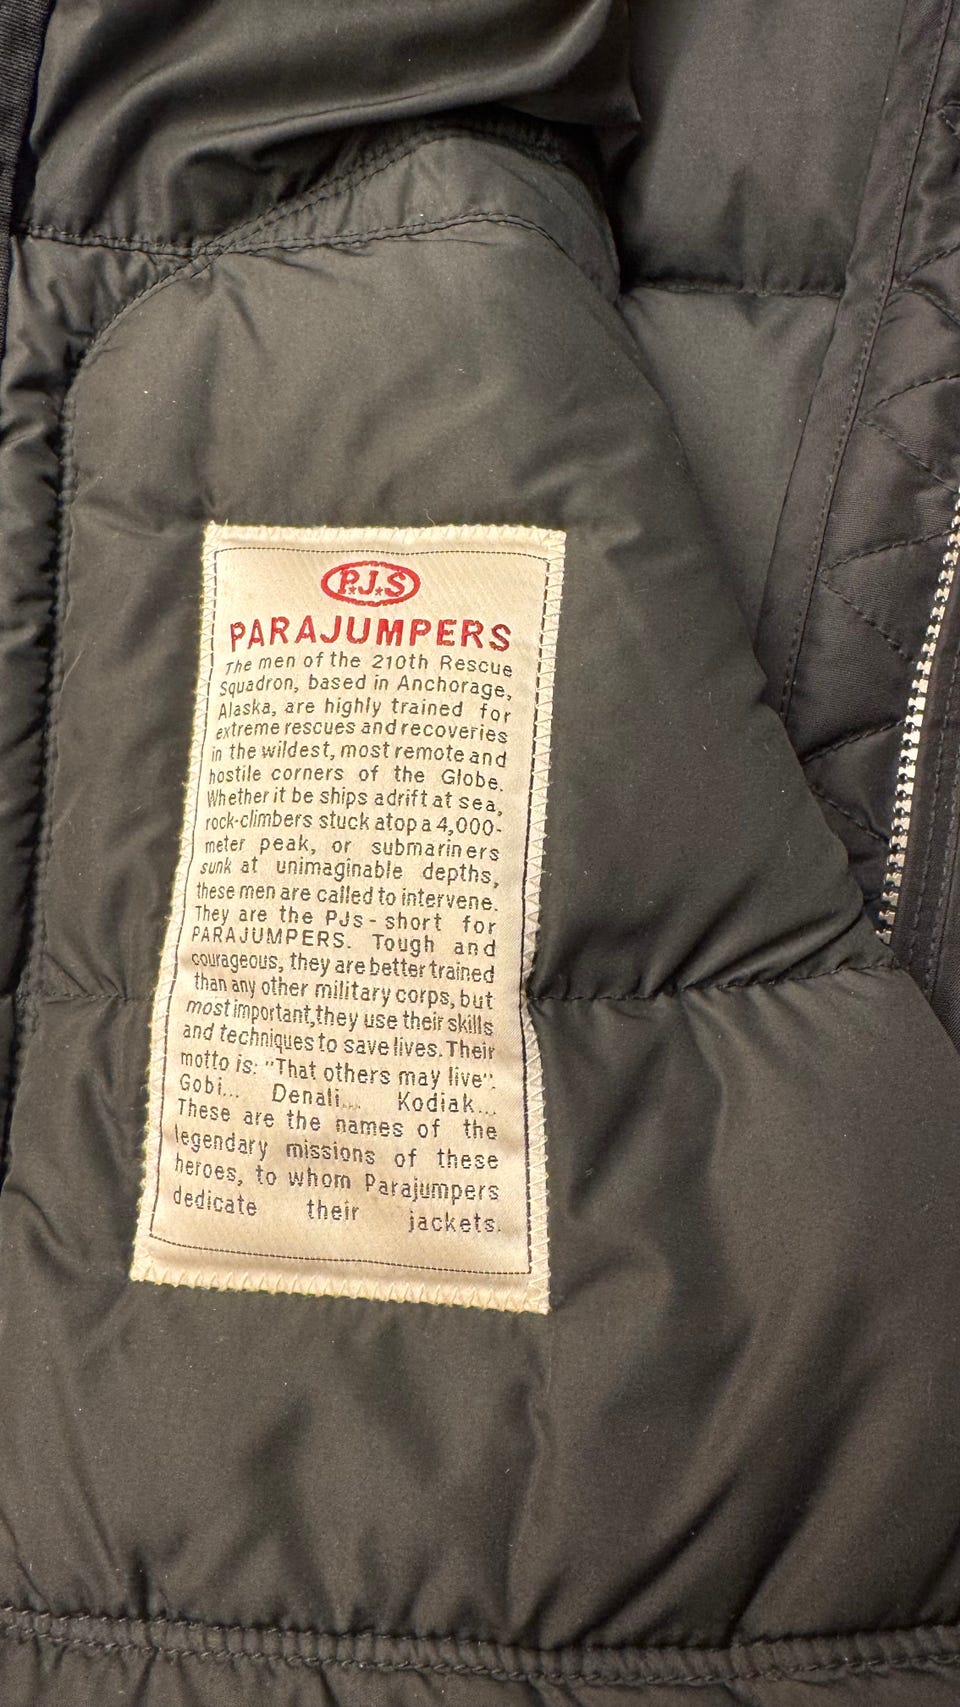 P.J.S
PARAJUMPERS
The men of the 210th Rescue
Squadron, based in Anchorage,
Alaska, are highly trained for
extreme rescues and recoveries
in the wildest, most remote and
hostile corners of the Globe.
Whether it be ships adrift at sea,
rock-climbers stuck atop a 4,000-
meter peak, or submariners
sunk at unimaginable depths,
these men are called to intervene.
They are the PJs - short for
PARAJUMPERS. Tough and
courageous, they are better trained
than any other military corps, but
most important, they use their skills
and techniques to save lives. Their
motto is: "That others may live".
Gobi... Denali... Kodiak...
These are the names of the
legendary missions of these
heroes, to whom Parajumpers
dedicate their jackets.